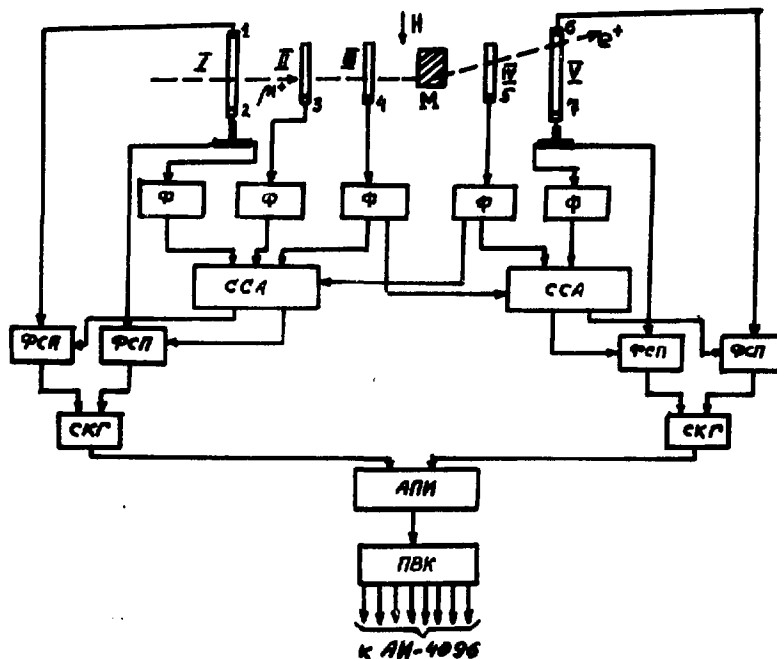 H
1 6
I II III IV V
μ⁺ e⁺
2 3 4 M 5 7
Ф Ф Ф Ф Ф
ССА ССА
ФСП ФСП ФСП ФСП
СКГ СКГ
АПИ
ПВК
к АИ-4096